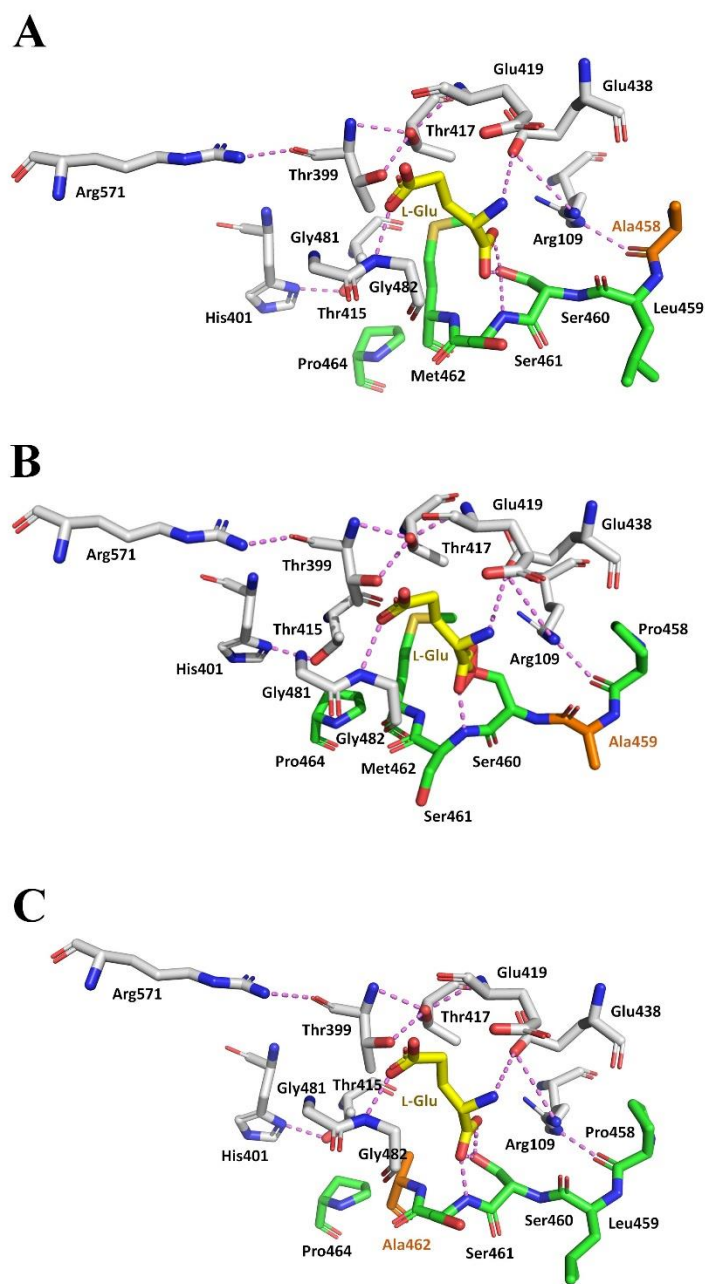 A
Glu419
Glu438
Thr417
Arg571
Thr399
L-Glu
Arg109
Ala458
Gly481
Gly482
His401
Thr415
Ser460
Leu459
Pro464
Met462
Ser461
B
Glu419
Glu438
Arg571
Thr417
Thr399
Pro458
Thr415
L-Glu
Arg109
His401
Gly481
Gly482
Pro464
Met462
Ser460
Ala459
Ser461
C
Glu419
Arg571
Thr417
Glu438
Thr399
Gly481
Thr415
L-Glu
Arg109
Pro458
His401
Gly482
Ser460
Leu459
Pro464
Ala462
Ser461